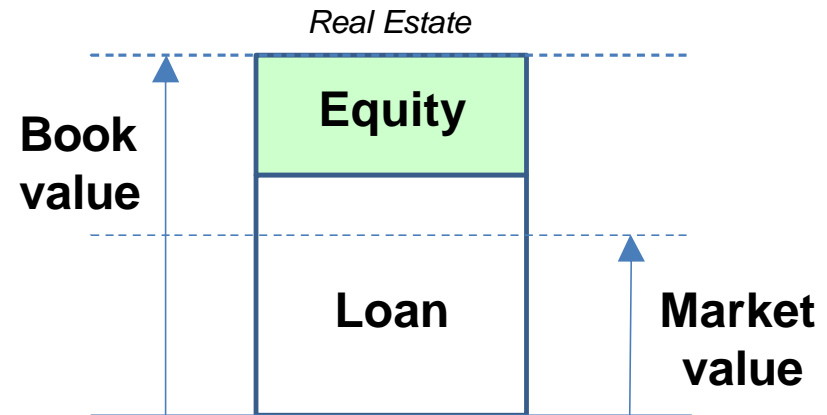 Real Estate
Equity
Book
value
Loan
Market
value